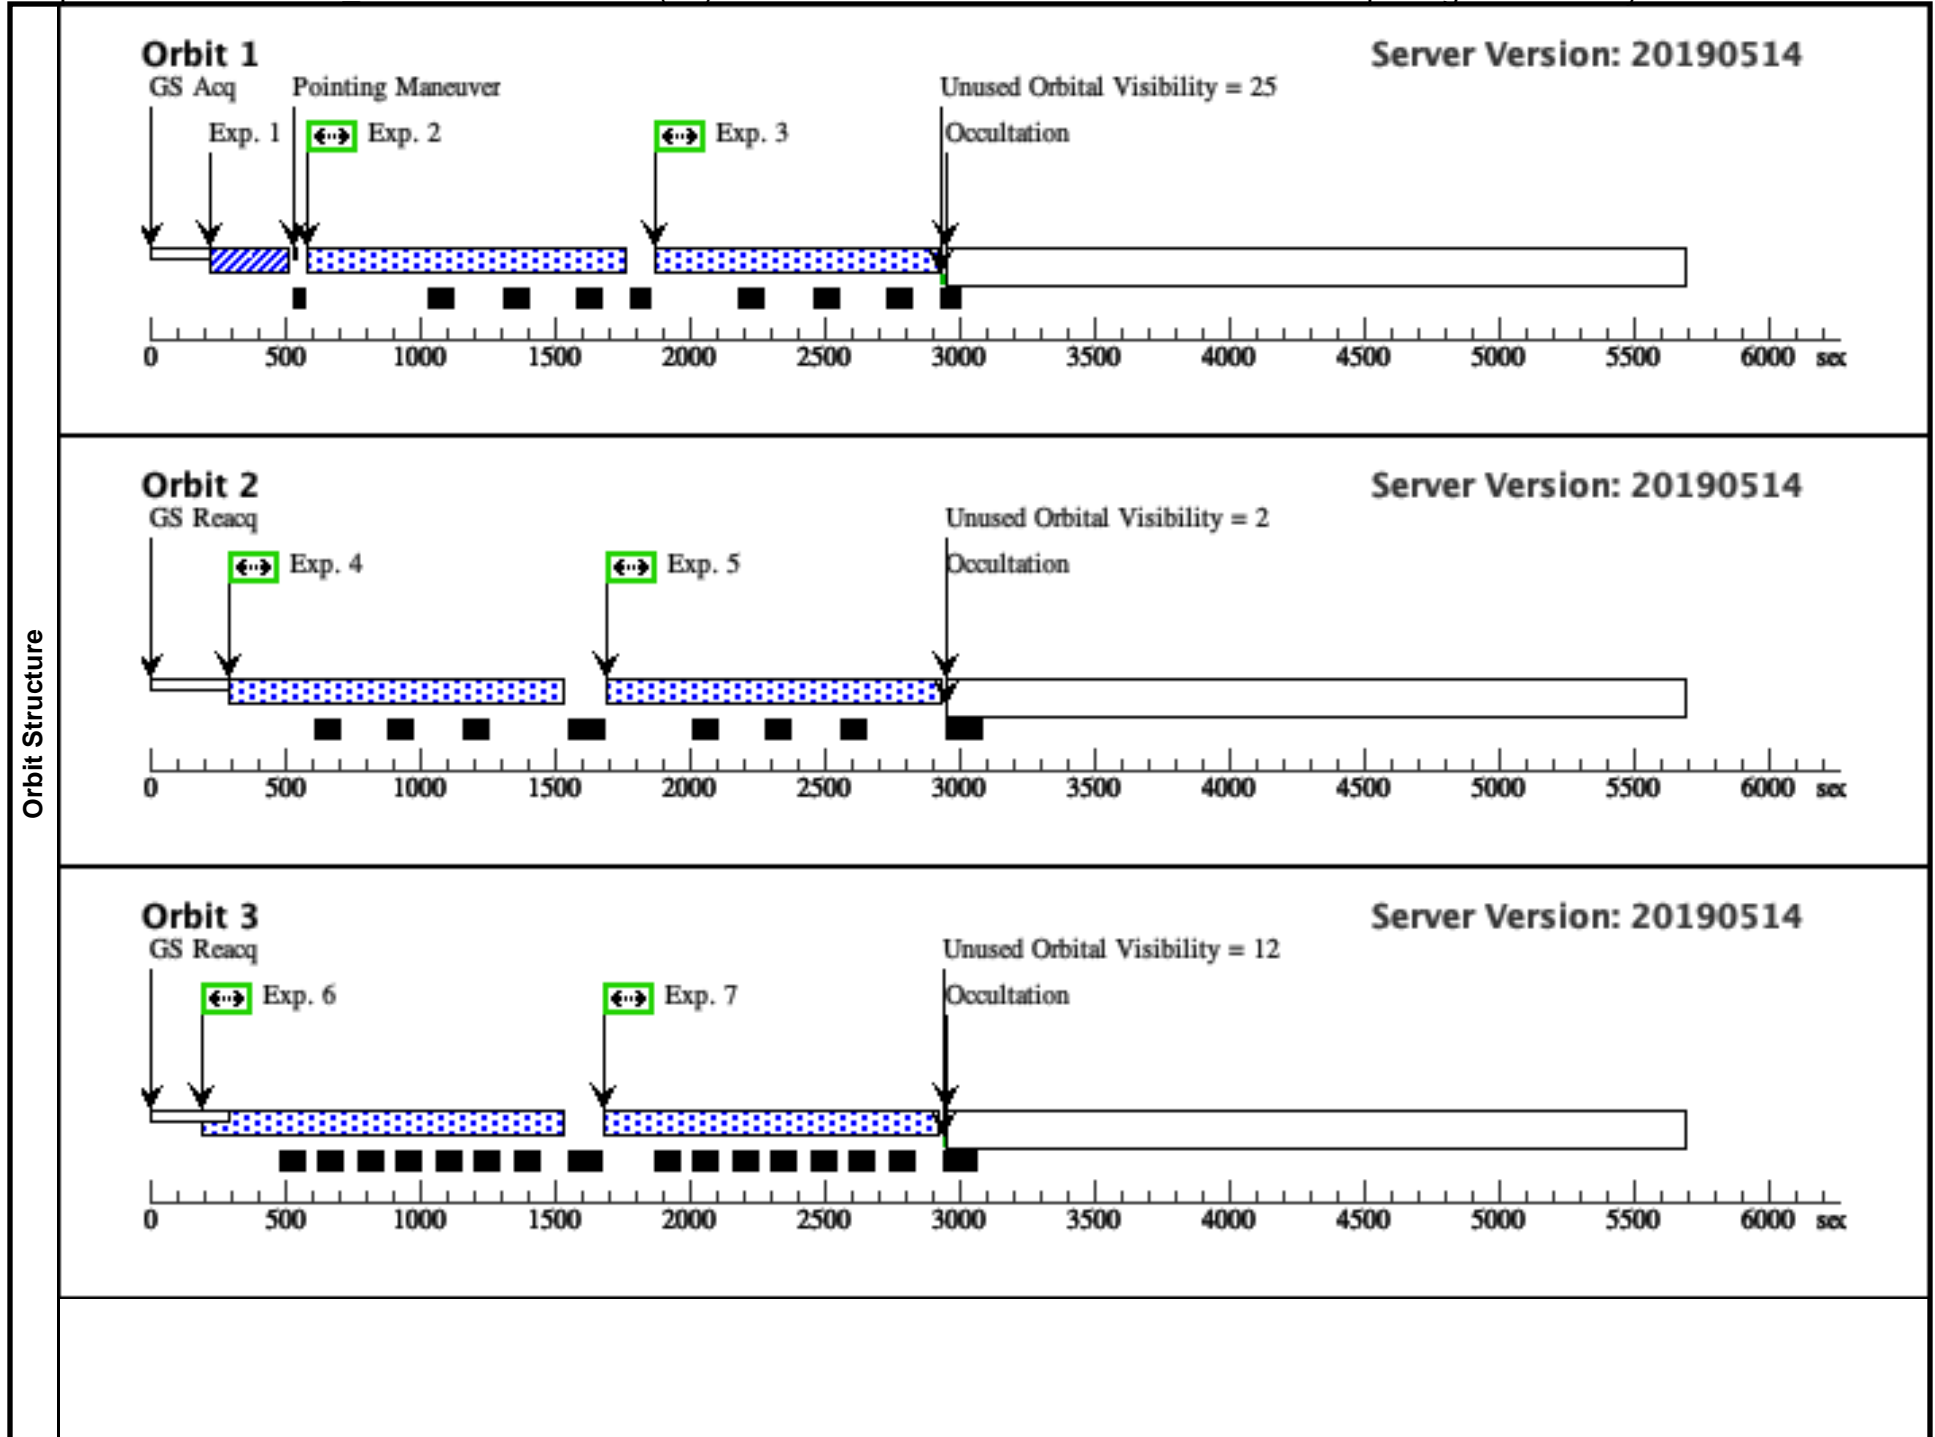 Orbit Structure
Orbit 1
Server Version: 20190514
GS Acq
Pointing Maneuver
Unused Orbital Visibility = 25
Exp. 1
Exp. 2
Exp. 3
Occultation
0 500 1000 1500 2000 2500 3000 3500 4000 4500 5000 5500 6000 sec
Orbit 2
Server Version: 20190514
GS Reacq
Unused Orbital Visibility = 2
Exp. 4
Exp. 5
Occultation
0 500 1000 1500 2000 2500 3000 3500 4000 4500 5000 5500 6000 sec
Orbit 3
Server Version: 20190514
GS Reacq
Unused Orbital Visibility = 12
Exp. 6
Exp. 7
Occultation
0 500 1000 1500 2000 2500 3000 3500 4000 4500 5000 5500 6000 sec